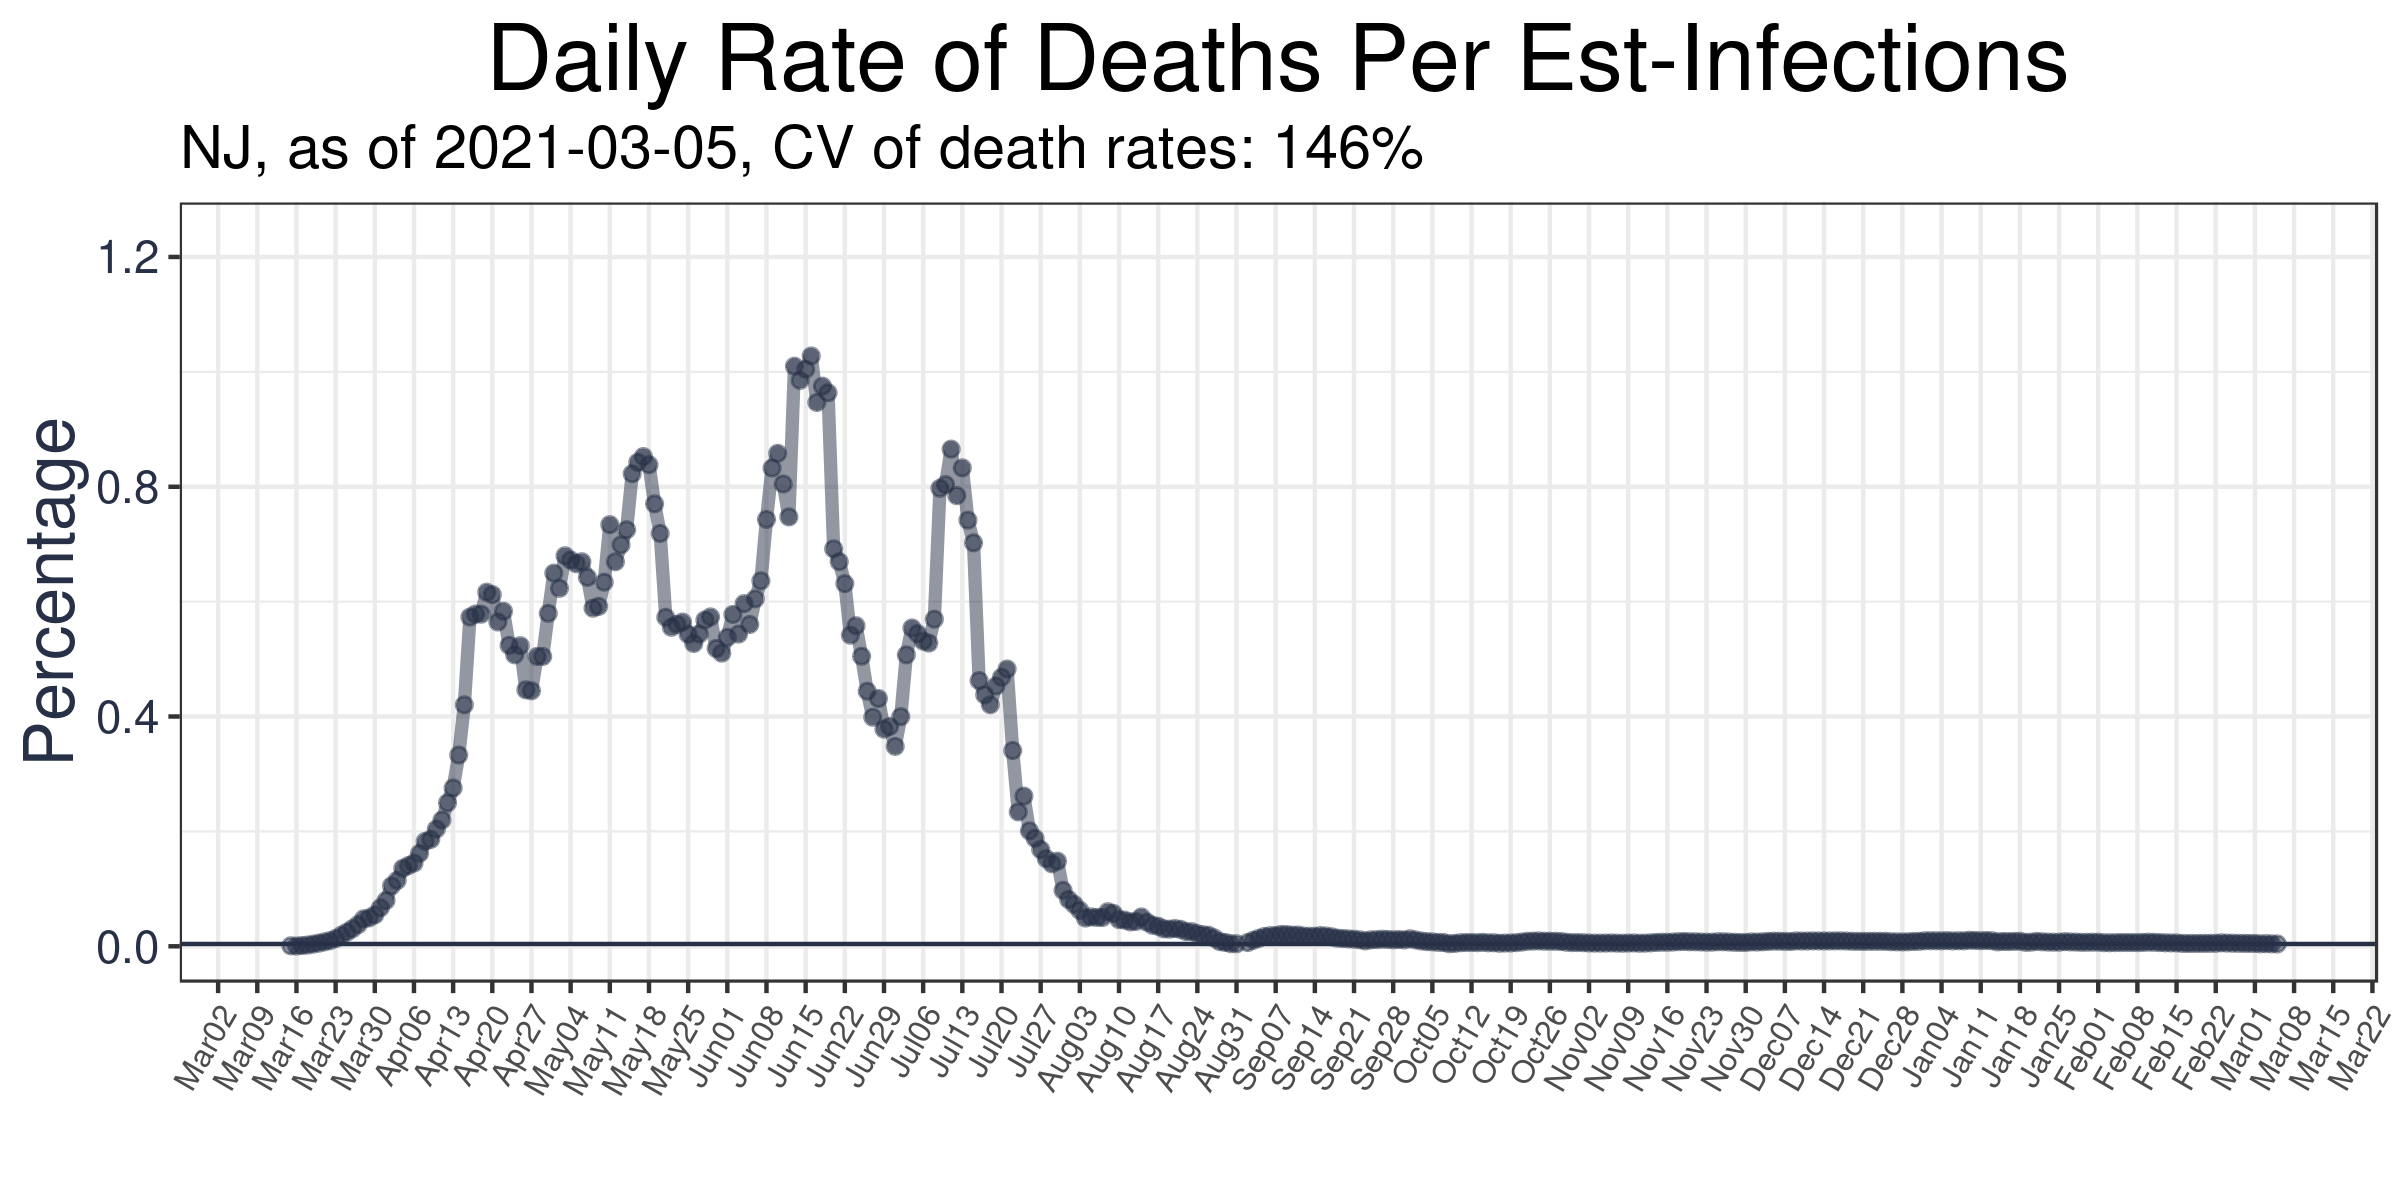 Daily Rate of Deaths Per Est-Infections
NJ, as of 2021-03-05, CV of death rates: 146%
Percentage
1.2
0.8
0.4
0.0
Mar02
Mar09
Mar16
Mar23
Mar30
Apr06
Apr13
Apr20
Apr27
May04
May11
May18
May25
Jun01
Jun08
Jun15
Jun22
Jun29
Jul06
Jul13
Jul20
Jul27
Aug03
Aug10
Aug17
Aug24
Aug31
Sep07
Sep14
Sep21
Sep28
Oct05
Oct12
Oct19
Oct26
Nov02
Nov09
Nov16
Nov23
Nov30
Dec07
Dec14
Dec21
Dec28
Jan04
Jan11
Jan18
Jan25
Feb01
Feb08
Feb15
Feb22
Mar01
Mar08
Mar15
Mar22